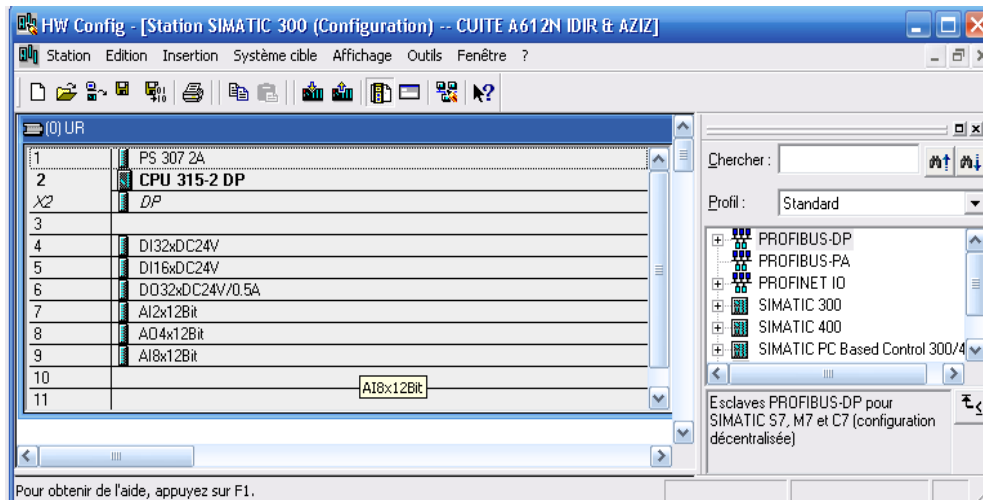 HW Config - [Station SIMATIC 300 (Configuration) -- CUITE A612N IDIR & AZIZ]
Station Edition Insertion Système cible Affichage Outils Fenêtre ?
(0) UR
1 PS 307 2A
2 CPU 315-2 DP
X2 DP
3
4 DI32xDC24V
5 DI16xDC24V
6 DO32xDC24V/0.5A
7 AI2x12Bit
8 AO4x12Bit
9 AI8x12Bit
10
AI8x12Bit
11
Chercher :
Profil : Standard
PROFIBUS-DP
PROFIBUS-PA
PROFINET IO
SIMATIC 300
SIMATIC 400
SIMATIC PC Based Control 300/4
Esclaves PROFIBUS-DP pour
SIMATIC S7, M7 et C7 (configuration
décentralisée)
Pour obtenir de l'aide, appuyez sur F1.